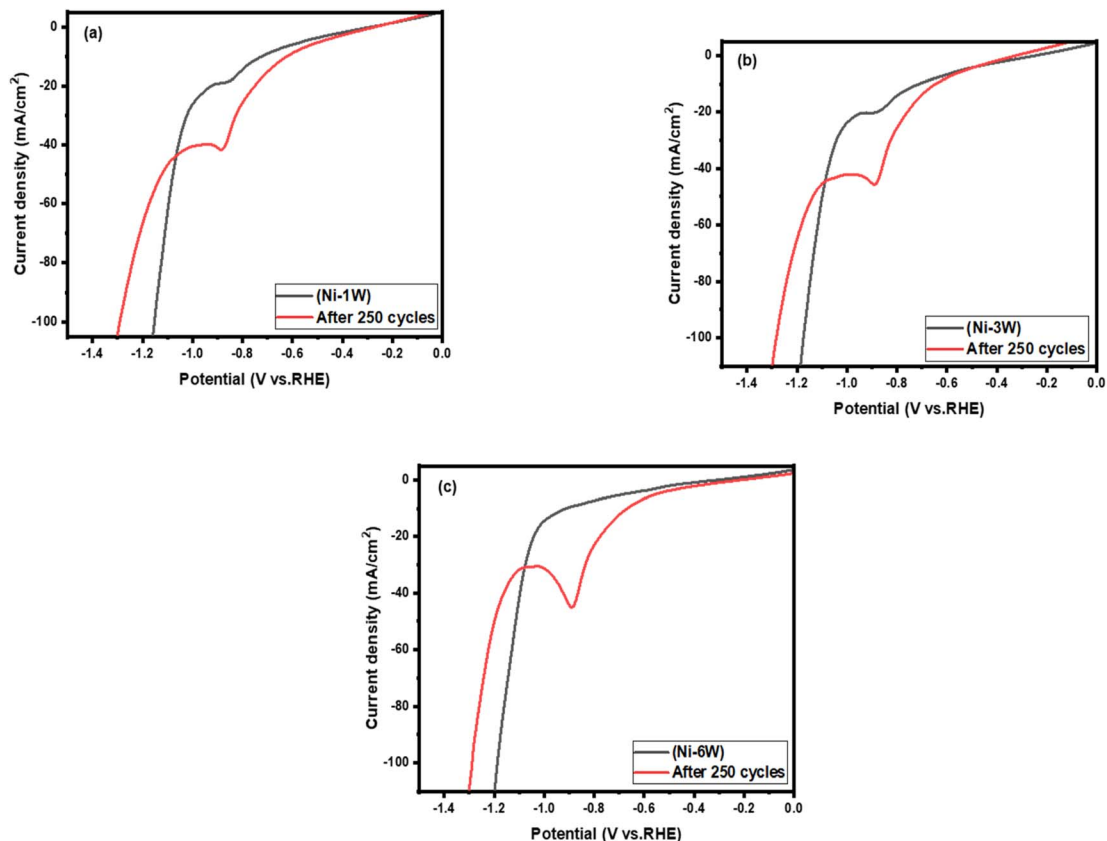 (a)
Current density (mA/cm²)
0
-20
-40
-60
-80
-100
(Ni-1W)
After 250 cycles
-1.4 -1.2 -1.0 -0.8 -0.6 -0.4 -0.2 0.0
Potential (V vs.RHE)
(b)
Current density (mA/cm²)
0
-20
-40
-60
-80
-100
(Ni-3W)
After 250 cycles
-1.4 -1.2 -1.0 -0.8 -0.6 -0.4 -0.2 0.0
Potential (V vs.RHE)
(c)
Current density (mA/cm²)
0
-20
-40
-60
-80
-100
(Ni-6W)
After 250 cycles
-1.4 -1.2 -1.0 -0.8 -0.6 -0.4 -0.2 0.0
Potential (V vs.RHE)